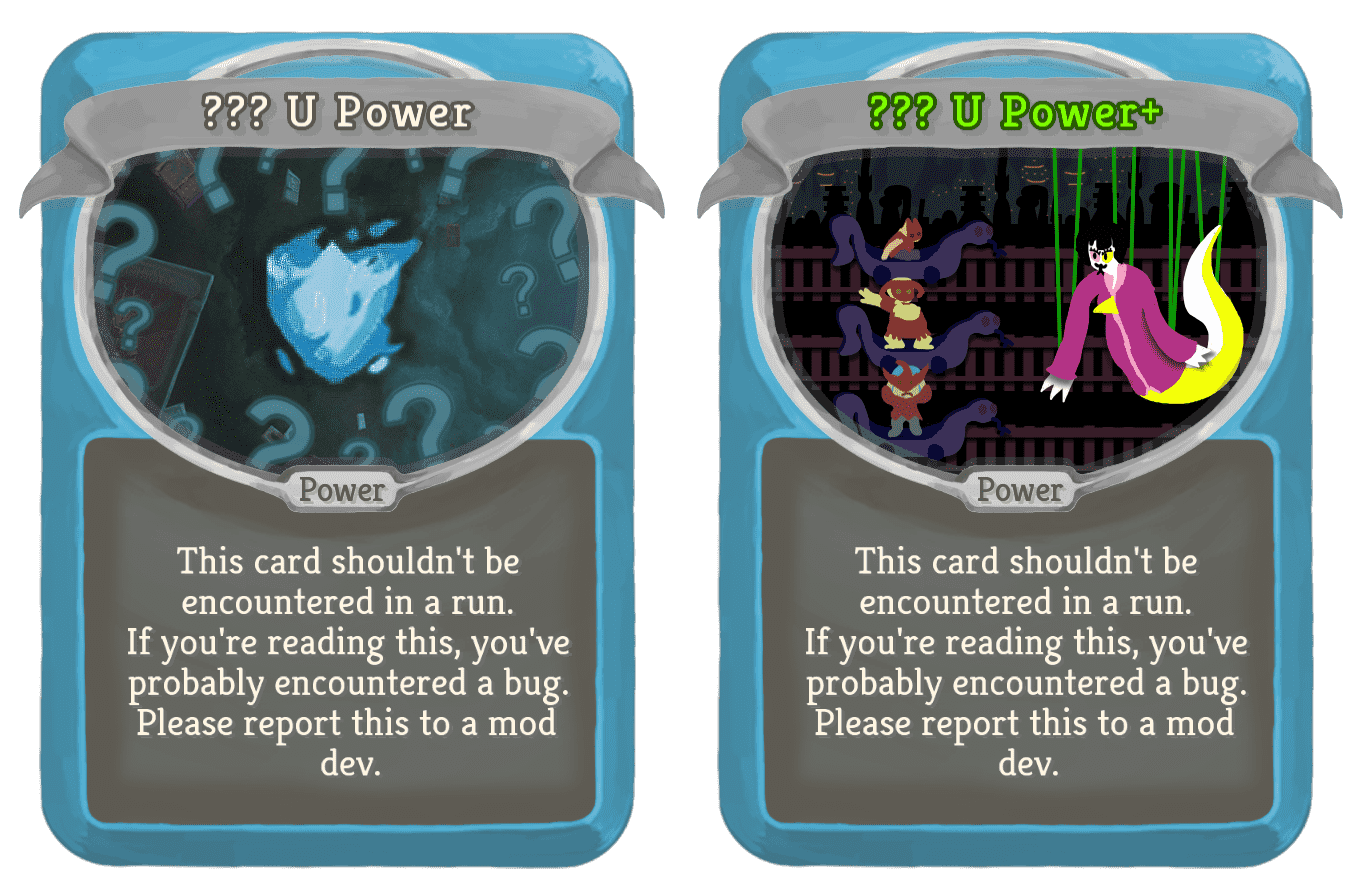 ??? U Power
Power
This card shouldn't be
encountered in a run.
If you're reading this, you've
probably encountered a bug.
Please report this to a mod
dev.
??? U Power+
Power
This card shouldn't be
encountered in a run.
If you're reading this, you've
probably encountered a bug.
Please report this to a mod
dev.